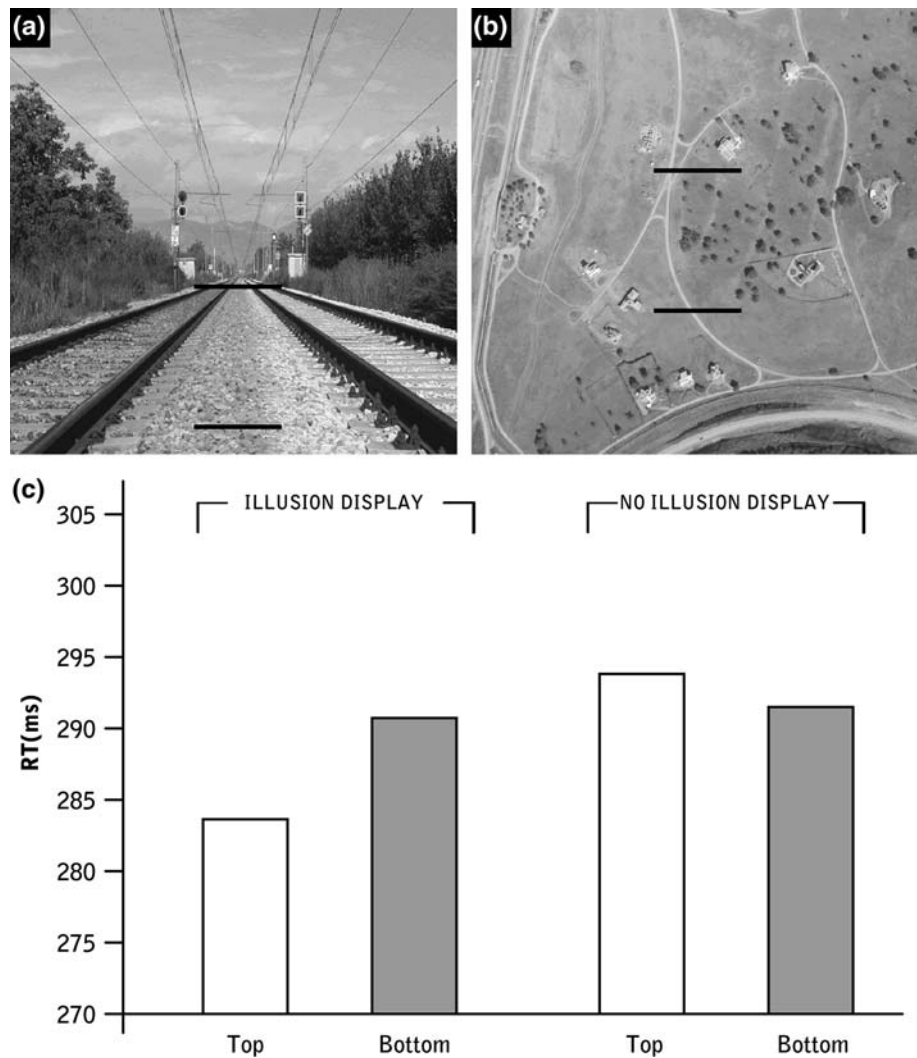 (a)
(b)
(c)
ILLUSION DISPLAY
NO ILLUSION DISPLAY
305
300
295
290
285
280
275
270
RT(ms)
Top
Bottom
Top
Bottom